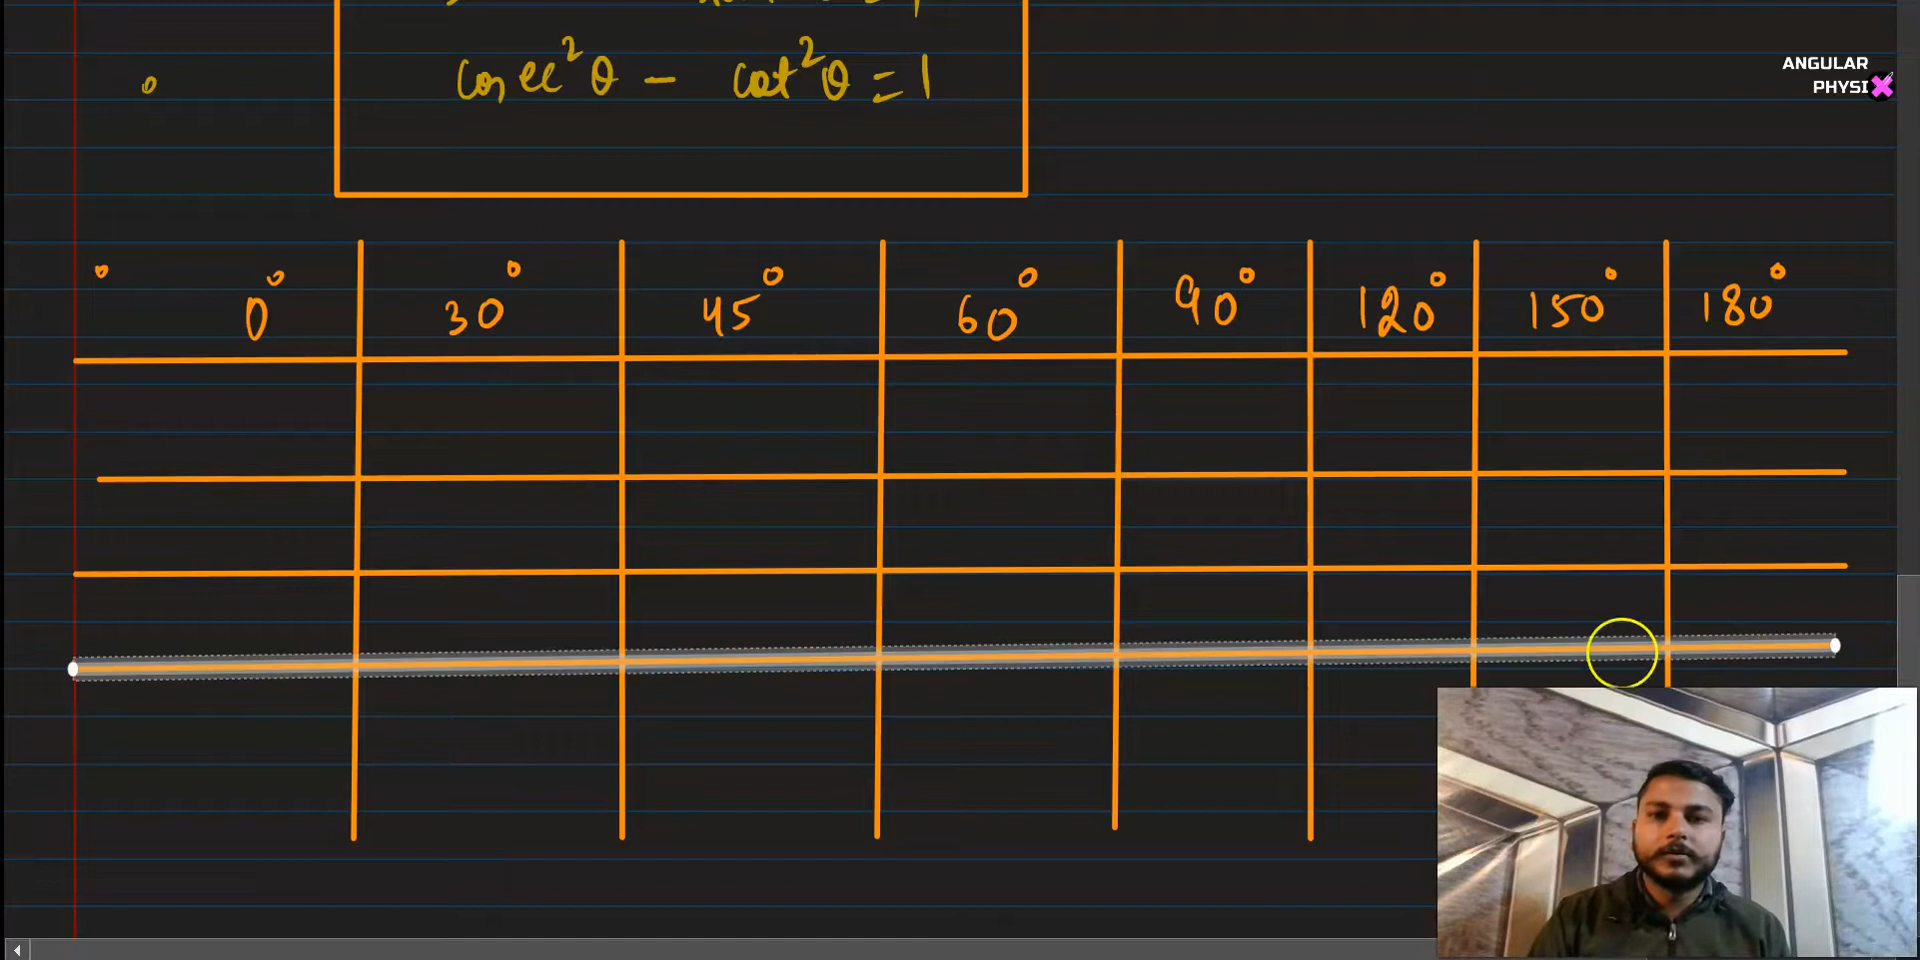 cosec²θ - cot²θ = 1
ANGULAR
PHYSI
0° 30° 45° 60° 90° 120° 150° 180°